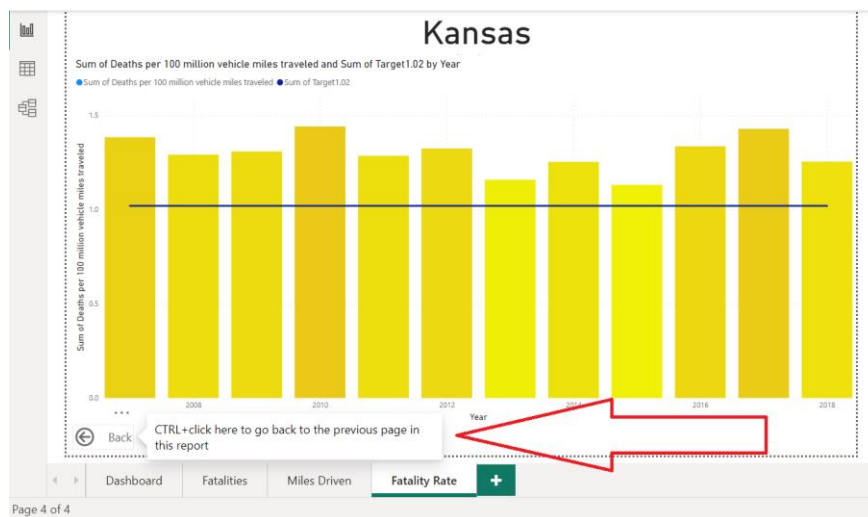 Kansas
Sum of Deaths per 100 million vehicle miles traveled and Sum of Target1.02 by Year
Sum of Deaths per 100 million vehicle miles traveled Sum of Target1.02
Sum of Deaths per 100 million vehicle miles traveled
1.5
1.0
0.5
0.0
2008 2010 2012 2014 2016 2018
Year
Back
CTRL+click here to go back to the previous page in
this report
Dashboard Fatalities Miles Driven Fatality Rate +
Page 4 of 4